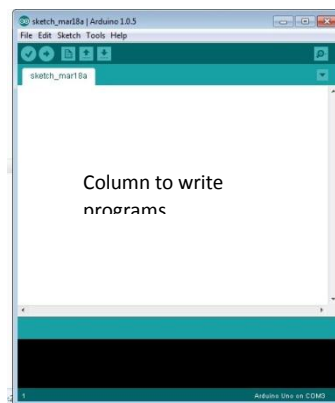 sketch_mar18a | Arduino 1.0.5
File Edit Sketch Tools Help
sketch_mar18a
Column to write
programs
1
Arduino Uno on COM3